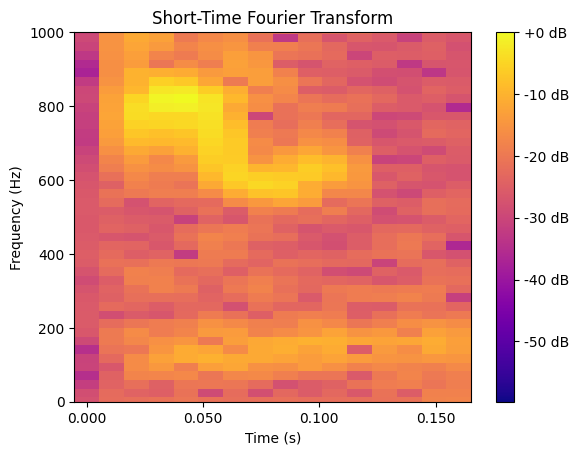 Short-Time Fourier Transform
1000
800
600
400
200
0
Frequency (Hz)
0.000
0.050
0.100
0.150
Time (s)
+0 dB
-10 dB
-20 dB
-30 dB
-40 dB
-50 dB